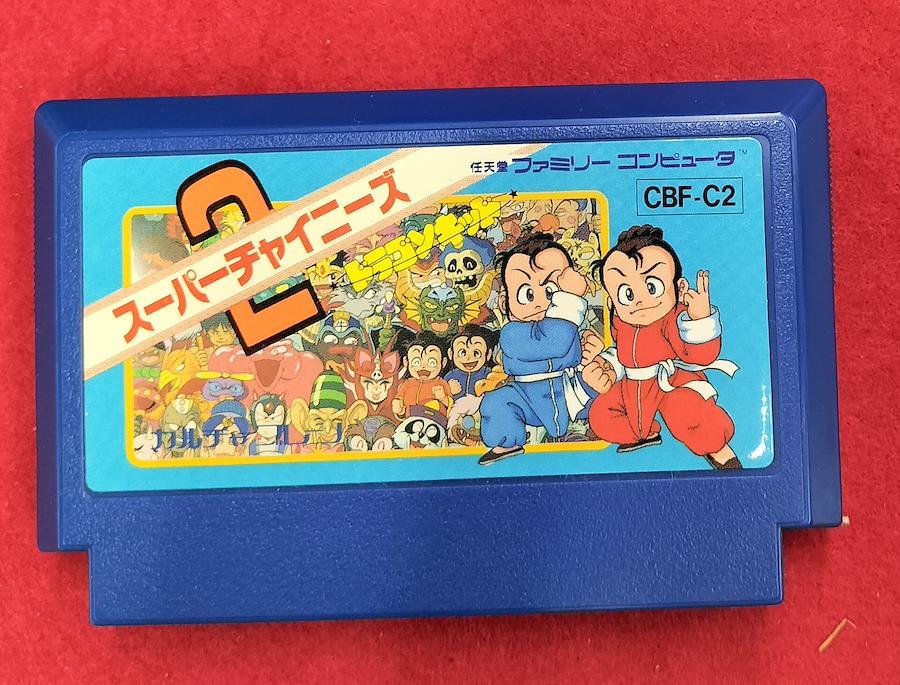 任天堂 ファミリー コンピュータ™
CBF-C2
スーパーチャイニーズ
2
ドラゴンキッド
カルチャーブレーン